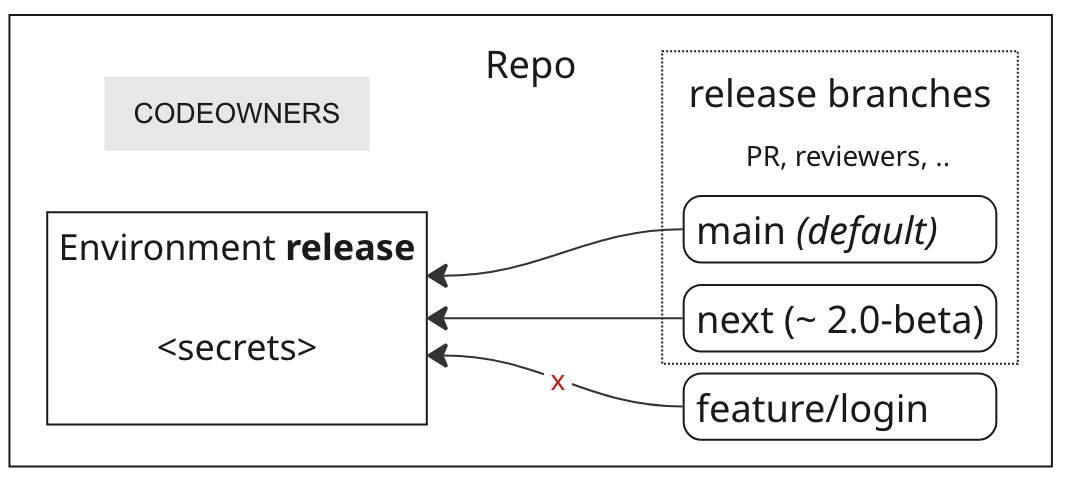 Repo
CODEOWNERS
release branches
PR, reviewers, ..
Environment release
<secrets>
main (default)
next (~ 2.0-beta)
x
feature/login